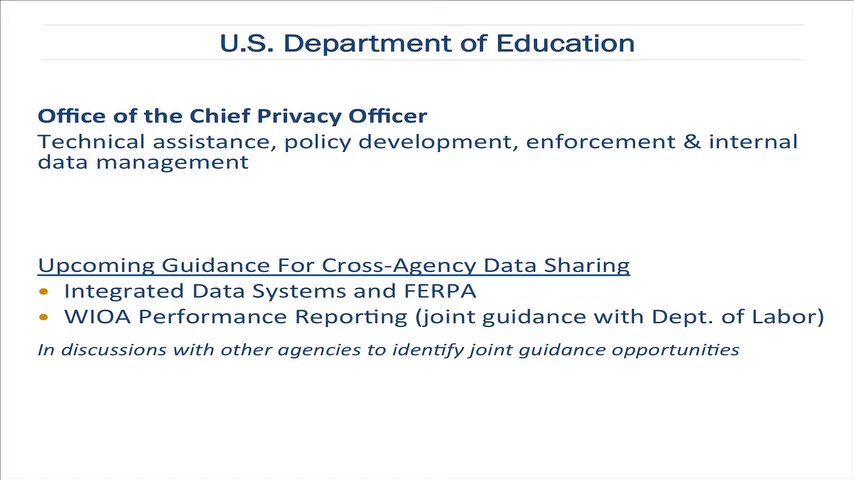 U.S. Department of Education
Office of the Chief Privacy Officer
Technical assistance, policy development, enforcement & internal
data management
Upcoming Guidance For Cross-Agency Data Sharing
• Integrated Data Systems and FERPA
• WIOA Performance Reporting (joint guidance with Dept. of Labor)
In discussions with other agencies to identify joint guidance opportunities